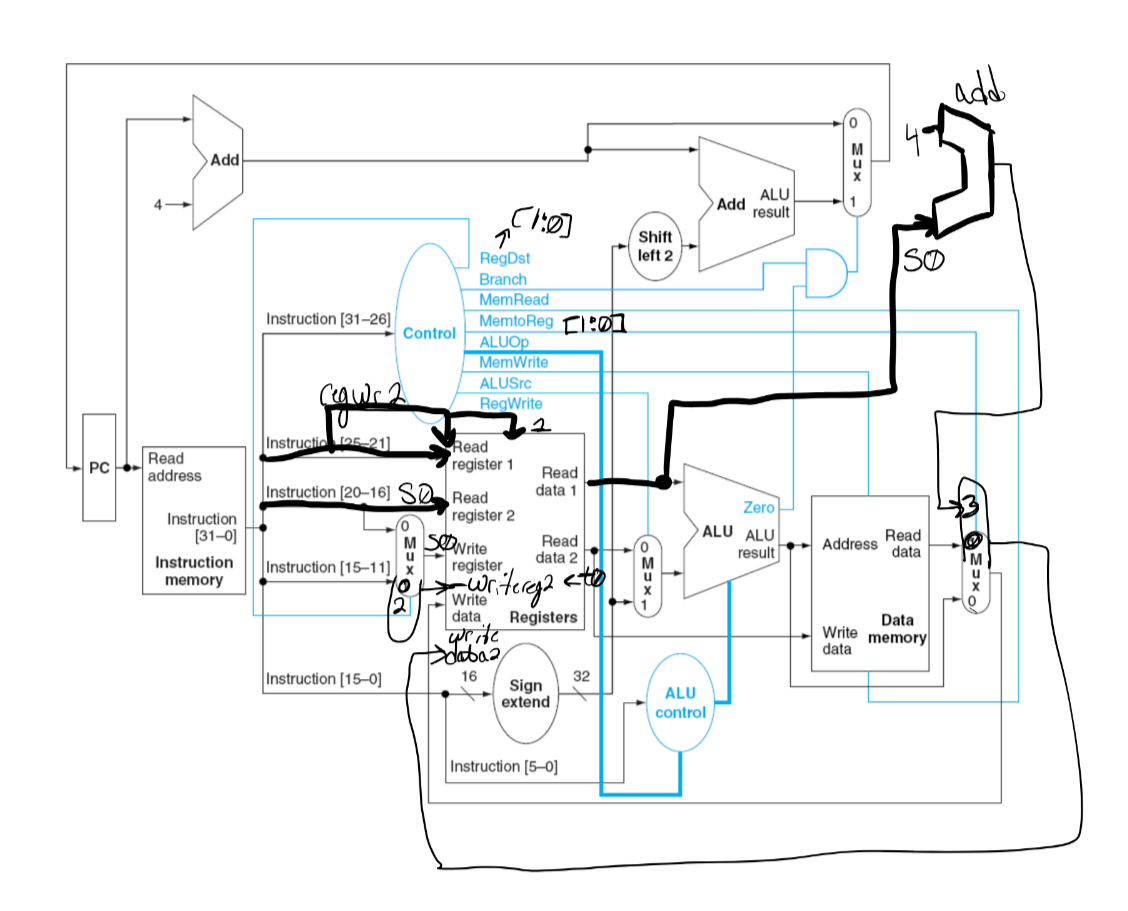 add
4
Add
4
0
Mux
1
Add
ALU result
S0
[1:0]
Shift left 2
RegDst
Branch
MemRead
MemtoReg
[1:0]
ALUOp
MemWrite
ALUSrc
RegWrite
Instruction [31–26]
Control
regWr2
Instruction [25–21]
2
PC
Read address
Instruction [31–0]
Instruction memory
Read register 1
Read data 1
Instruction [20–16]
S0
Read register 2
Zero
ALU
ALU result
3
0
Mux
S0
Write register
Read data 2
0
Mux
1
Address
Read data
0
Mux
0
Instruction [15–11]
0
2
writereg2 ← t0
Write data
Registers
Write data
Data memory
write
data2
Instruction [15–0]
16
Sign extend
32
ALU control
Instruction [5–0]